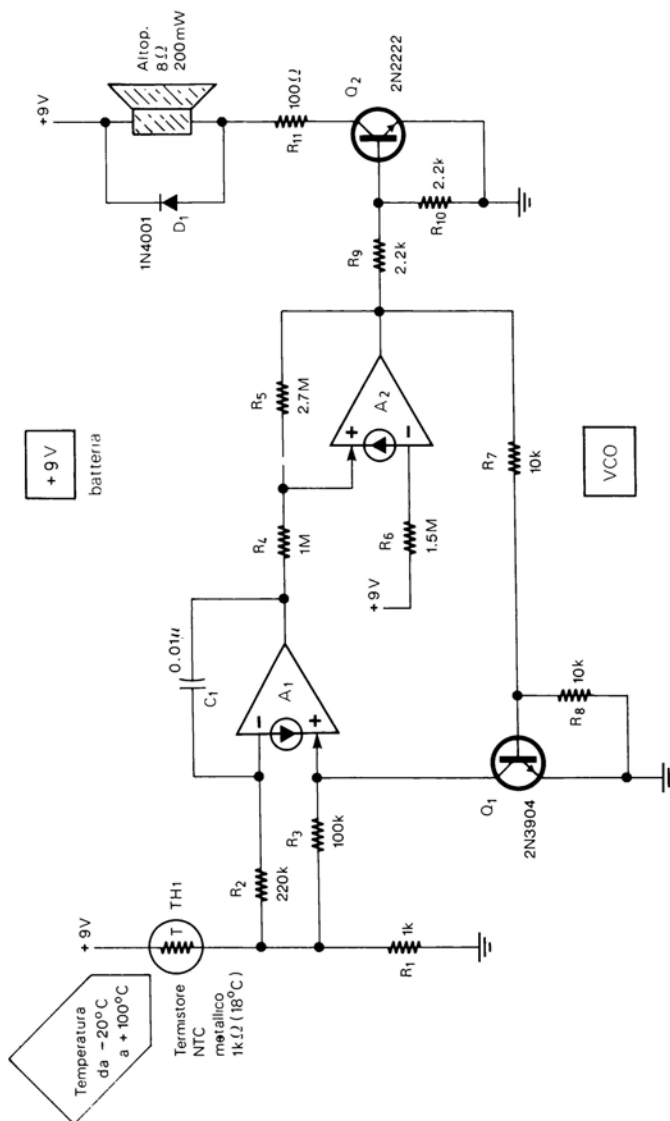 Temperatura
da −20°C
a +100°C
+9V
T TH1
Termistore
NTC
metallico
1kΩ (18°C)
R1
1k
R2
220k
R3
100k
C1
0.01μ
A1
−
+
Q1
2N3904
R8
10k
+9V
batteria
R4
1M
R5
2.7M
A2
+
−
R6
1.5M
+9V
R7
10k
VCO
R9
2.2k
R10
2.2k
Q2
2N2222
R11
100Ω
1N4001
D1
+9V
Altop.
8Ω
200mW